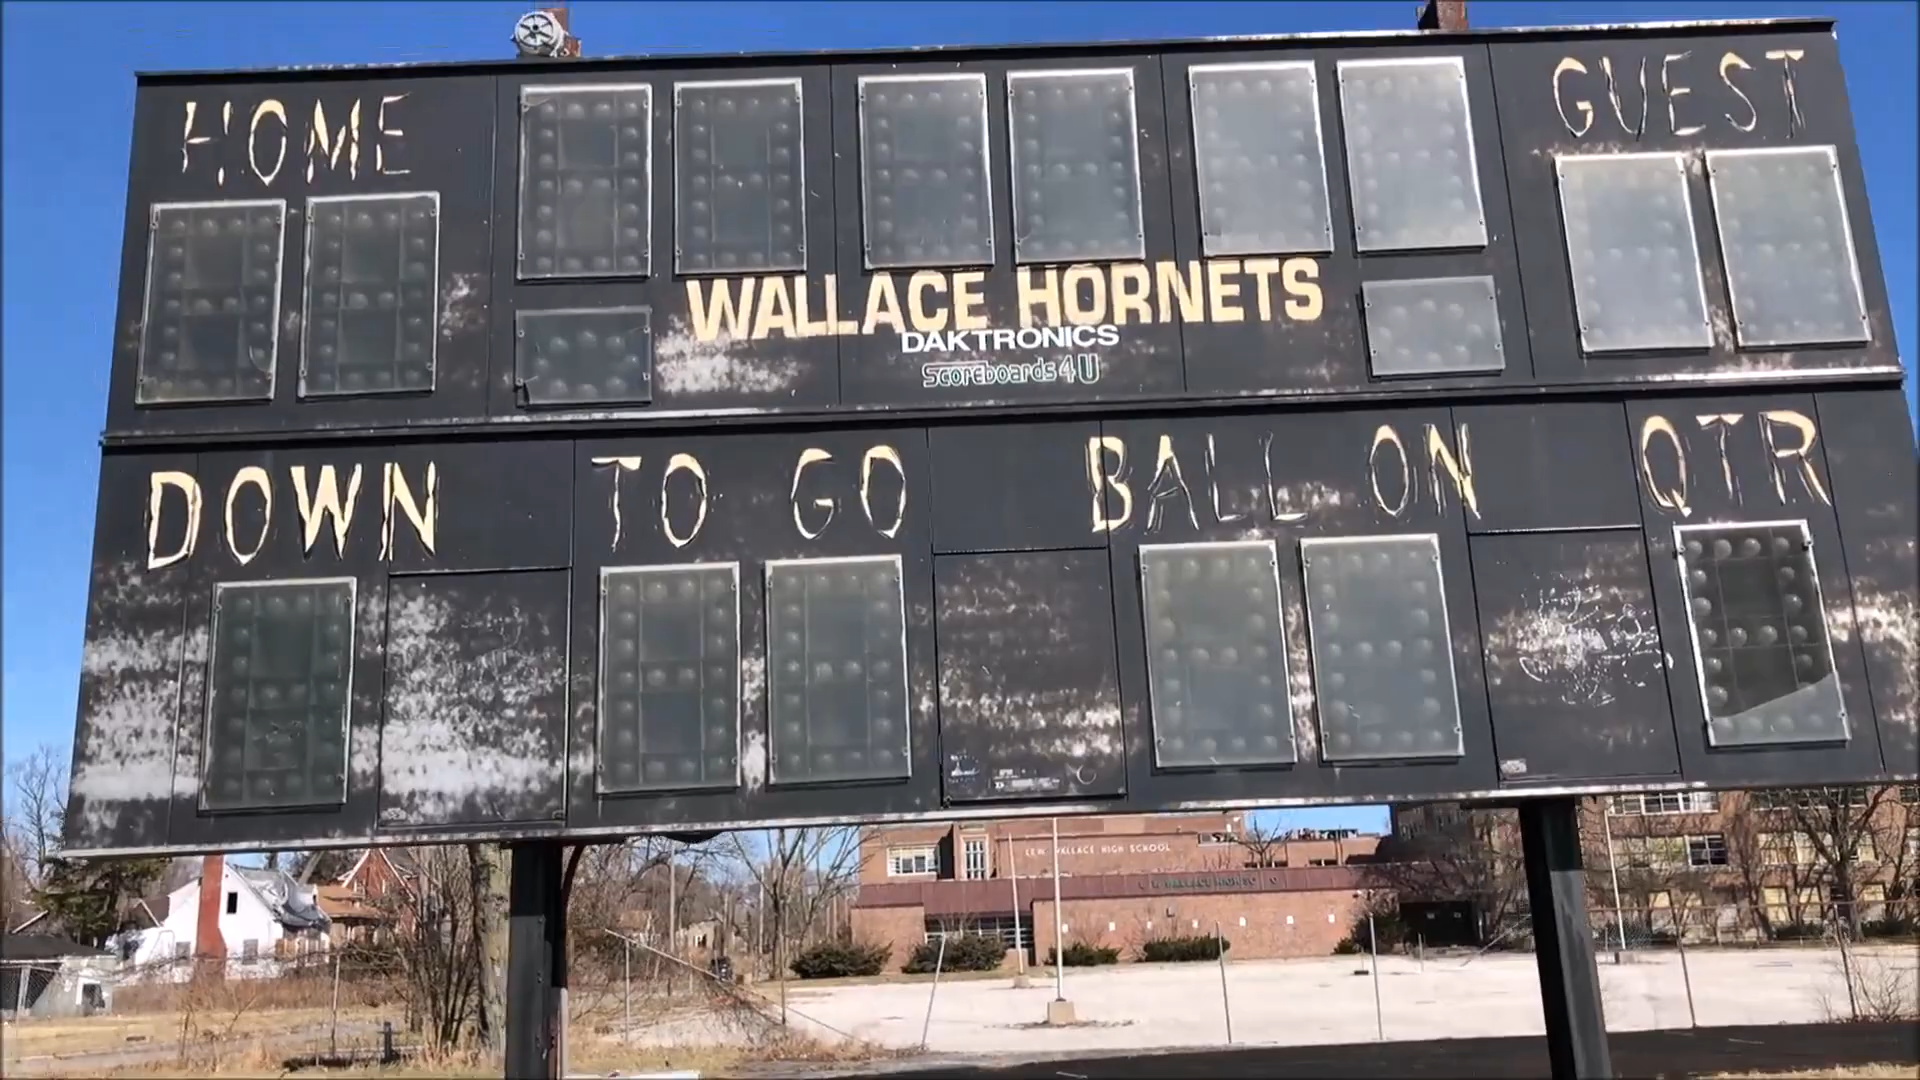 HOME
GUEST
WALLACE HORNETS
DAKTRONICS
Scoreboards 4 U
DOWN TO GO BALL ON QTR
LEW WALLACE HIGH SCHOOL